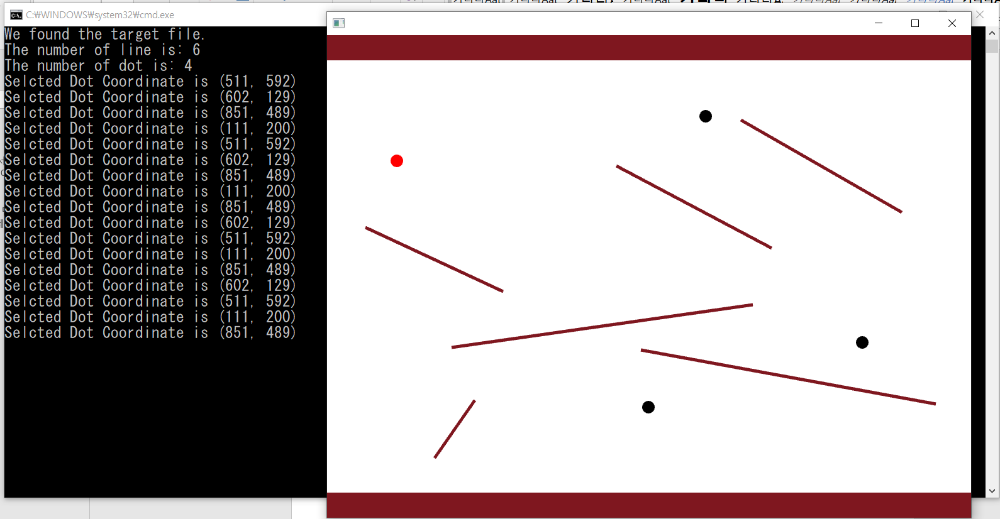 C:₩WINDOWS₩system32₩cmd.exe
We found the target file.
The number of line is: 6
The number of dot is: 4
Selcted Dot Coordinate is (511, 592)
Selcted Dot Coordinate is (602, 129)
Selcted Dot Coordinate is (851, 489)
Selcted Dot Coordinate is (111, 200)
Selcted Dot Coordinate is (511, 592)
Selcted Dot Coordinate is (602, 129)
Selcted Dot Coordinate is (851, 489)
Selcted Dot Coordinate is (111, 200)
Selcted Dot Coordinate is (851, 489)
Selcted Dot Coordinate is (602, 129)
Selcted Dot Coordinate is (511, 592)
Selcted Dot Coordinate is (111, 200)
Selcted Dot Coordinate is (851, 489)
Selcted Dot Coordinate is (602, 129)
Selcted Dot Coordinate is (511, 592)
Selcted Dot Coordinate is (111, 200)
Selcted Dot Coordinate is (851, 489)